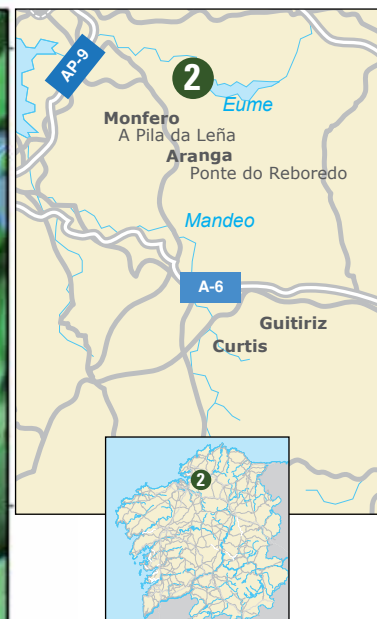 AP-9
2
Eume
Monfero
A Pila da Leña
Aranga
Ponte do Reboredo
Mandeo
A-6
Guitiriz
Curtis
2